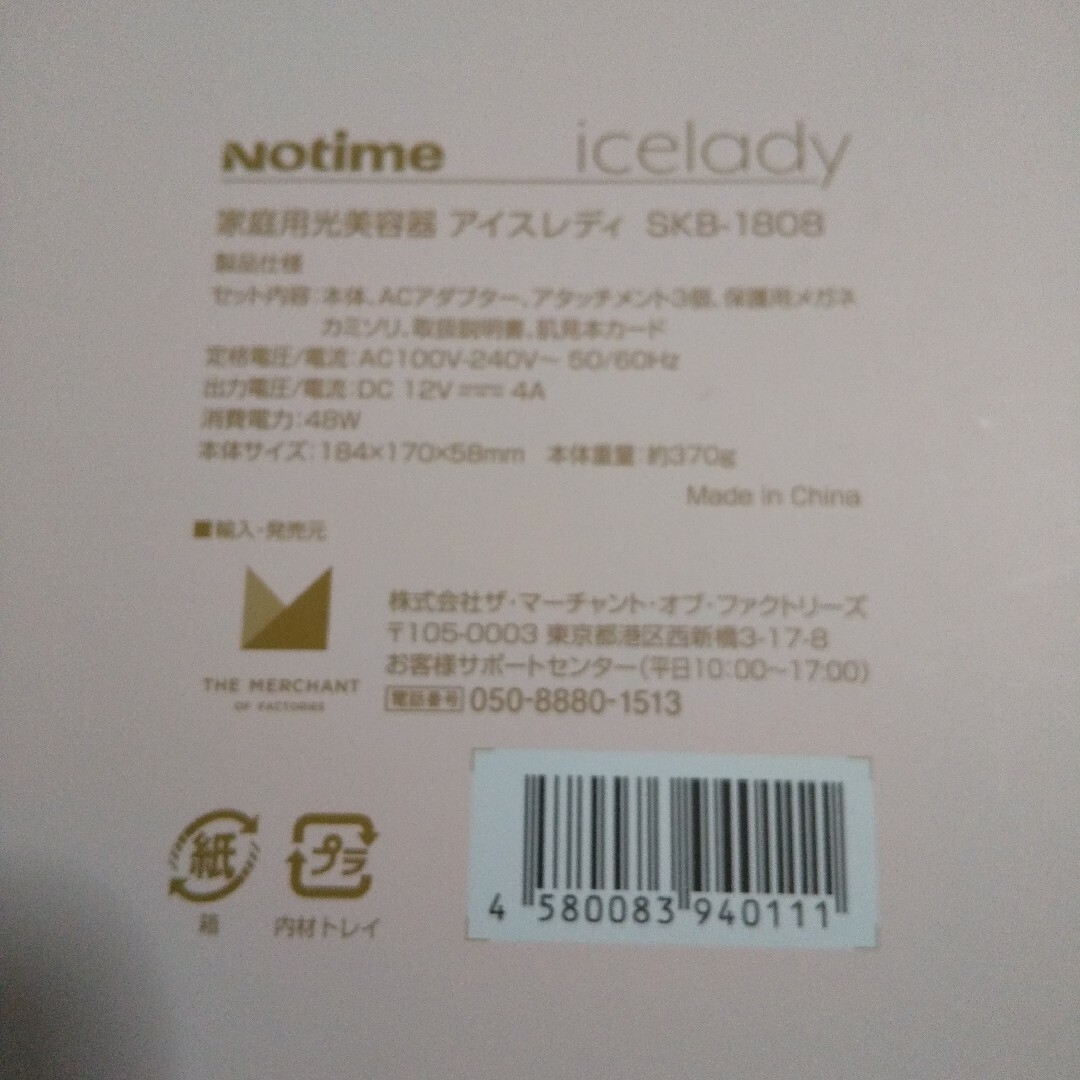 Notime icelady
家庭用光美容器 アイスレディ SKB-1808
製品仕様
セット内容:本体、ACアダプター、アタッチメント3個、保護用メガネ
カミソリ、取扱説明書、肌見本カード
定格電圧/電流:AC100V-240V〜 50/60Hz
出力電圧/電流:DC 12V⎓4A
消費電力:48W
本体サイズ:184×170×58mm 本体重量:約370g
Made in China
■輸入・発売元
株式会社ザ・マーチャント・オブ・ファクトリーズ
〒105-0003 東京都港区西新橋3-17-8
お客様サポートセンター(平日10:00〜17:00)
電話番号 050-8880-1513
THE MERCHANT
OF FACTORIES
紙
箱
プラ
内材トレイ
4 580083 940111